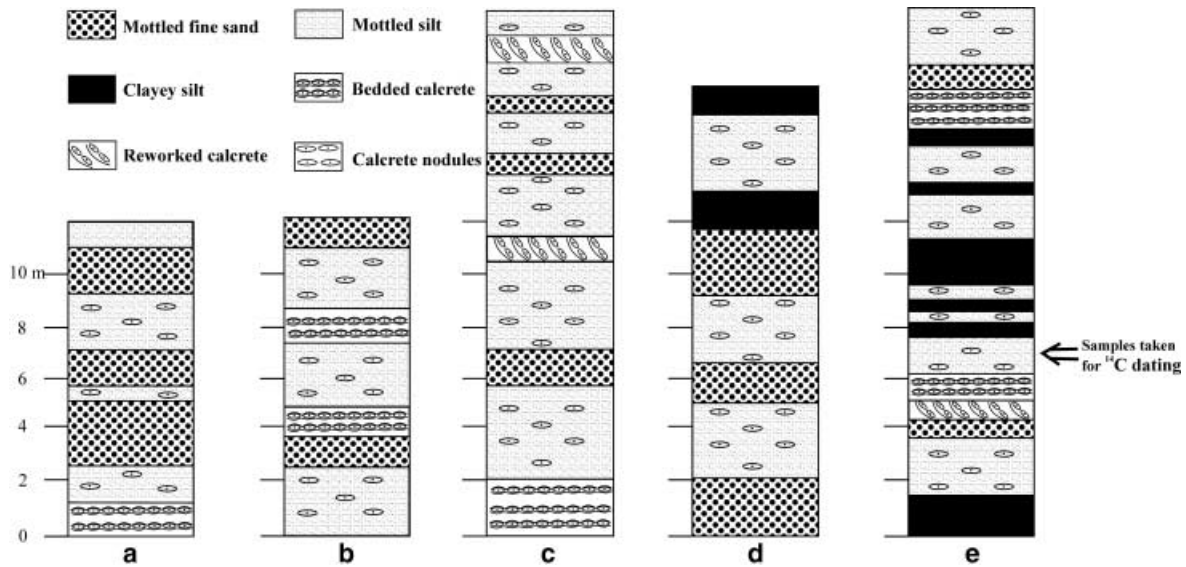 Mottled fine sand
Mottled silt
Clayey silt
Bedded calcrete
Reworked calcrete
Calcrete nodules
10 m
8
6
4
2
0
Samples taken
for ¹⁴C dating
a
b
c
d
e